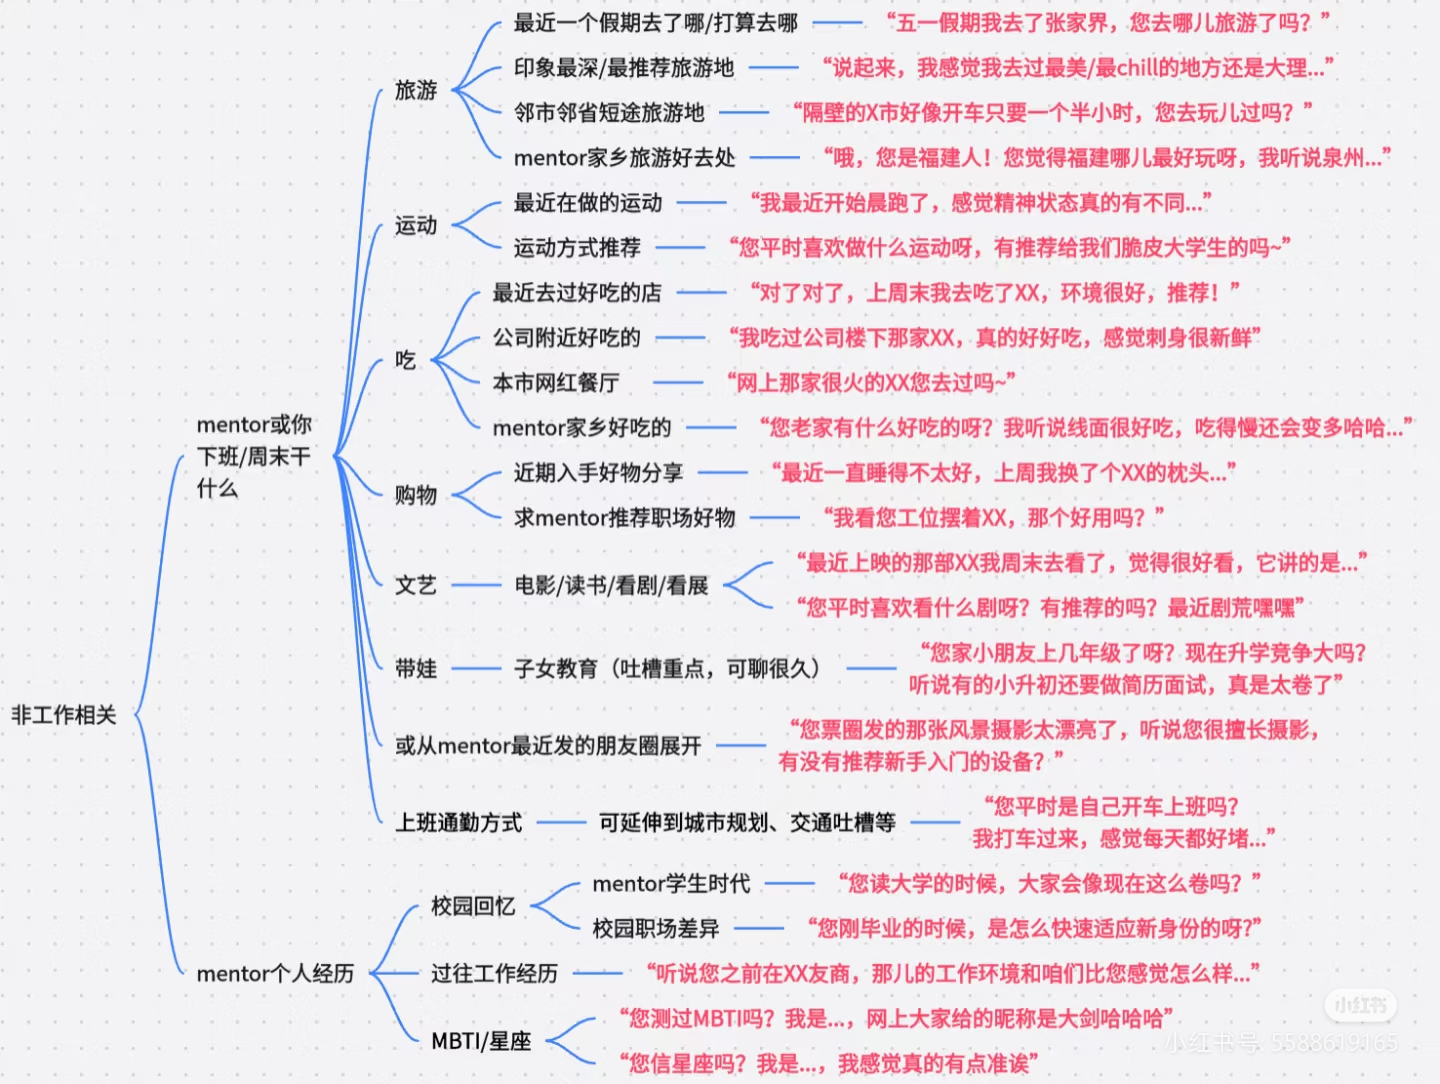 最近一个假期去了哪/打算去哪
“五一假期我去了张家界，您去哪儿旅游了吗？”
印象最深/最推荐旅游地
“说起来，我感觉我去过最美/最chill的地方还是大理...”
旅游
邻市邻省短途旅游地
“隔壁的X市好像开车只要一个半小时，您去玩儿过吗？”
mentor家乡旅游好去处
“哦，您是福建人！您觉得福建哪儿最好玩呀，我听说泉州...”
最近在做的运动
“我最近开始晨跑了，感觉精神状态真的有不同...”
运动
运动方式推荐
“您平时喜欢做什么运动呀，有推荐给我们脆皮大学生的吗~”
最近去过好吃的店
“对了对了，上周末我去吃了XX，环境很好，推荐！”
公司附近好吃的
“我吃过公司楼下那家XX，真的好好吃，感觉刺身很新鲜”
吃
本市网红餐厅
“网上那家很火的XX您去过吗~”
mentor家乡好吃的
“您老家有什么好吃的呀？我听说线面很好吃，吃得慢还会变多哈哈...”
mentor或你
下班/周末干
什么
近期入手好物分享
“最近一直睡得不太好，上周我换了个XX的枕头...”
购物
求mentor推荐职场好物
“我看您工位摆着XX，那个好用吗？”
文艺
电影/读书/看剧/看展
“最近上映的那部XX我周末去看了，觉得很好看，它讲的是...”
“您平时喜欢看什么剧呀？有推荐的吗？最近剧荒嘿嘿”
带娃
子女教育（吐槽重点，可聊很久）
“您家小朋友上几年级了呀？现在升学竞争大吗？
听说有的小升初还要做简历面试，真是太卷了”
非工作相关
或从mentor最近发的朋友圈展开
“您票圈发的那张风景摄影太漂亮了，听说您很擅长摄影，
有没有推荐新手入门的设备？”
上班通勤方式
可延伸到城市规划、交通吐槽等
“您平时是自己开车上班吗？
我打车过来，感觉每天都好堵...”
校园回忆
mentor学生时代
“您读大学的时候，大家会像现在这么卷吗？”
校园职场差异
“您刚毕业的时候，是怎么快速适应新身份的呀?”
mentor个人经历
过往工作经历
“听说您之前在XX友商，那儿的工作环境和咱们比您感觉怎么样...”
MBTI/星座
“您测过MBTI吗？我是...，网上大家给的昵称是大剑哈哈哈”
“您信星座吗？我是...，我感觉真的有点准诶”
小红书
小红书号: 5588619165